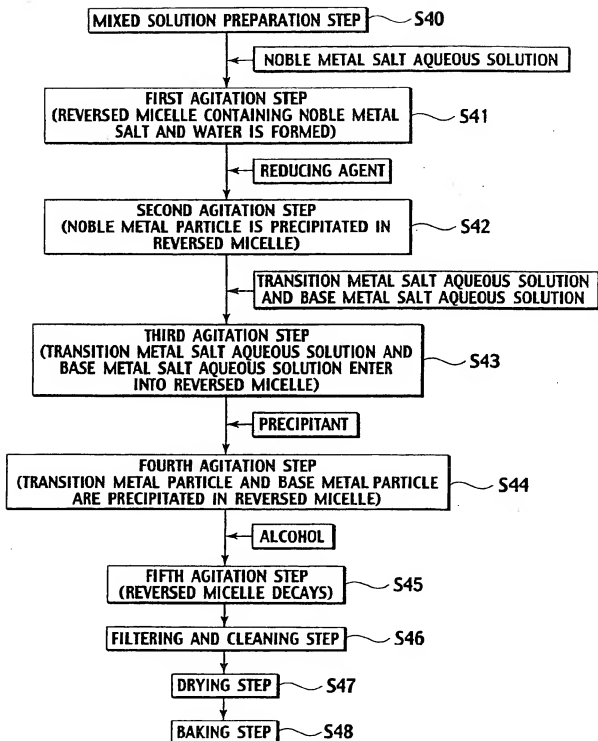 MIXED SOLUTION PREPARATION STEP S40
NOBLE METAL SALT AQUEOUS SOLUTION
FIRST AGITATION STEP
(REVERSED MICELLE CONTAINING NOBLE METAL
SALT AND WATER IS FORMED)
S41
REDUCING AGENT
SECOND AGITATION STEP
(NOBLE METAL PARTICLE IS PRECIPITATED IN
REVERSED MICELLE)
S42
TRANSITION METAL SALT AQUEOUS SOLUTION
AND BASE METAL SALT AQUEOUS SOLUTION
THIRD AGITATION STEP
(TRANSITION METAL SALT AQUEOUS SOLUTION AND
BASE METAL SALT AQUEOUS SOLUTION ENTER
INTO REVERSED MICELLE)
S43
PRECIPITANT
FOURTH AGITATION STEP
(TRANSITION METAL PARTICLE AND BASE METAL PARTICLE
ARE PRECIPITATED IN REVERSED MICELLE)
S44
ALCOHOL
FIFTH AGITATION STEP
(REVERSED MICELLE DECAYS)
S45
FILTERING AND CLEANING STEP S46
DRYING STEP S47
BAKING STEP S48